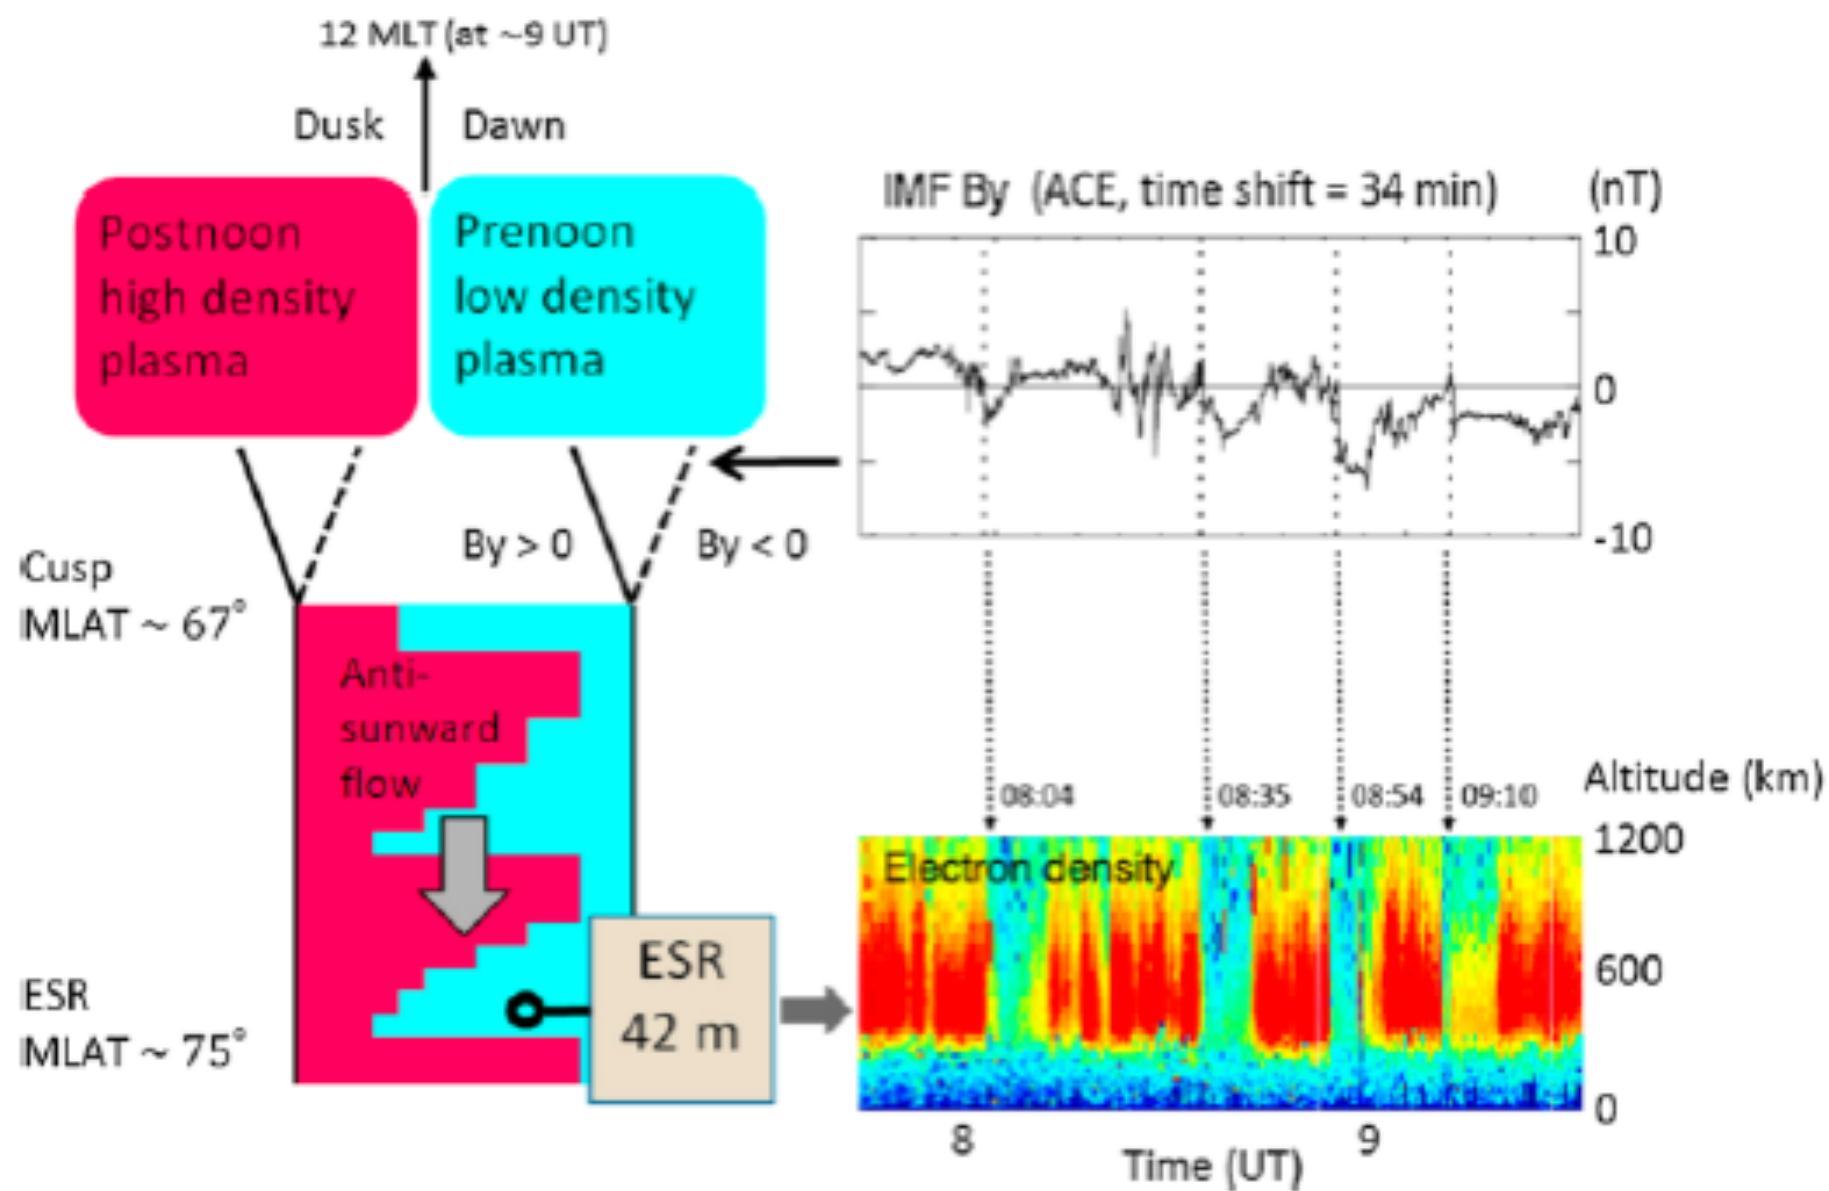 12 MLT (at ~9 UT)
Dusk
Dawn
Postnoon
high density
plasma
Prenoon
low density
plasma
By > 0
By < 0
Cusp
MLAT ~ 67°
Anti-
sunward
flow
ESR
MLAT ~ 75°
ESR
42 m
IMF By (ACE, time shift = 34 min)
(nT)
10
0
-10
08:04
08:35
08:54
09:10
Altitude (km)
Electron density
1200
600
0
8
9
Time (UT)